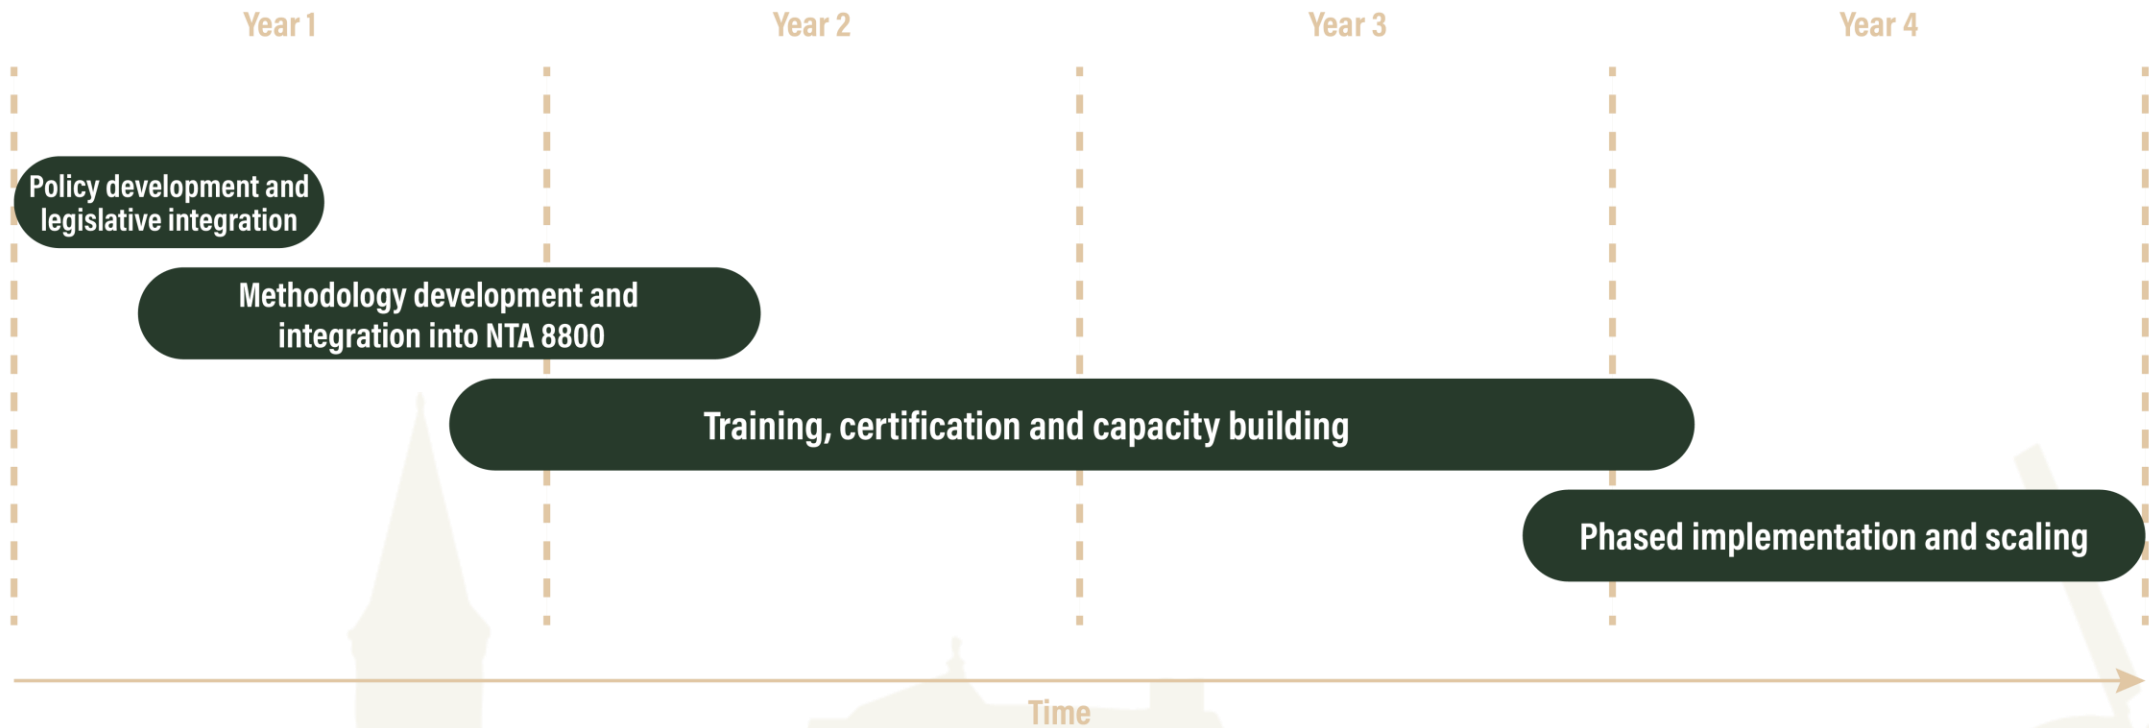 Year 1
Year 2
Year 3
Year 4
Policy development and
legislative integration
Methodology development and
integration into NTA 8800
Training, certification and capacity building
Phased implementation and scaling
Time